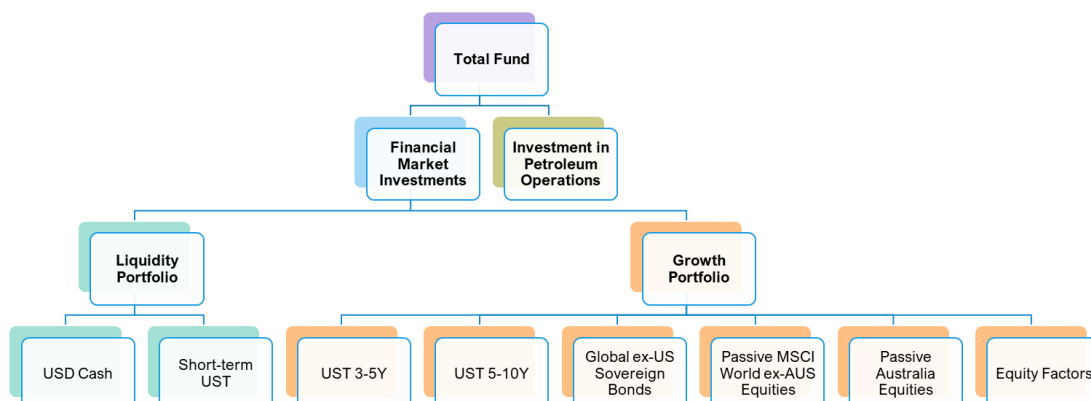 Total Fund
Financial
Market
Investments
Investment in
Petroleum
Operations
Liquidity
Portfolio
Growth
Portfolio
USD Cash
Short-term
UST
UST 3-5Y
UST 5-10Y
Global ex-US
Sovereign
Bonds
Passive MSCI
World ex-AUS
Equities
Passive
Australia
Equities
Equity Factors